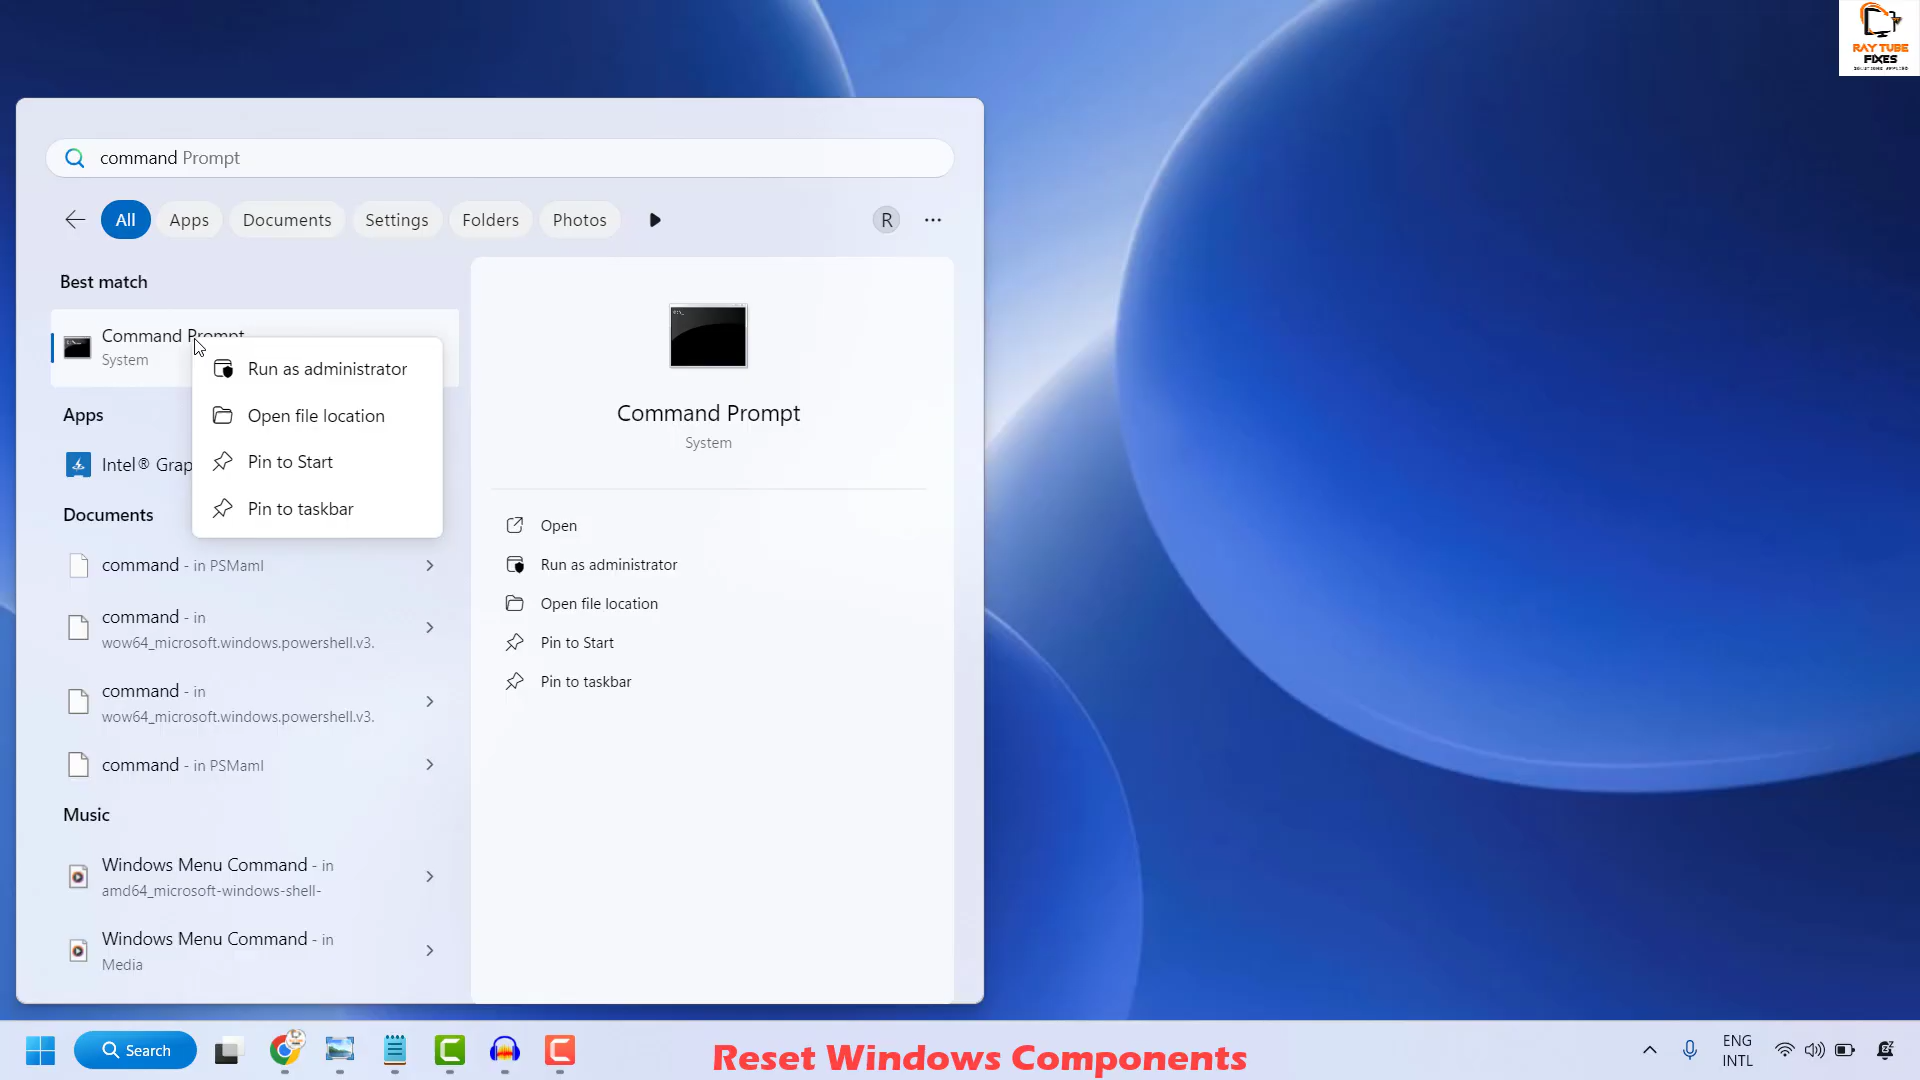 RAY TUBE
FIXES
command Prompt
All
Apps
Documents
Settings
Folders
Photos
R
Best match
Command Prompt
System
Run as administrator
Open file location
Pin to Start
Pin to taskbar
Apps
Intel® Grap
Documents
command - in PSMaml
command - in
wow64_microsoft.windows.powershell.v3.
command - in
wow64_microsoft.windows.powershell.v3.
command - in PSMaml
Music
Windows Menu Command - in
amd64_microsoft-windows-shell-
Windows Menu Command - in
Media
Command Prompt
System
Open
Run as administrator
Open file location
Pin to Start
Pin to taskbar
Search
Reset Windows Components
ENG
INTL